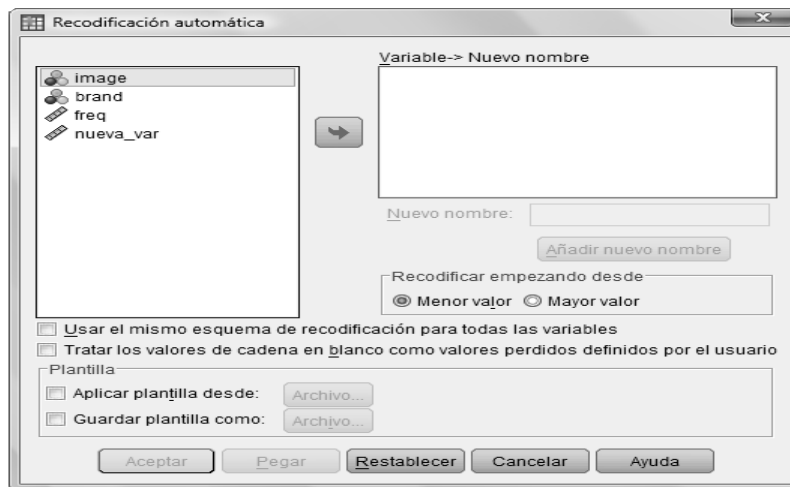 Recodificación automática
image
brand
freq
nueva_var
Variable-> Nuevo nombre
Nuevo nombre:
Añadir nuevo nombre
Recodificar empezando desde
Menor valor
Mayor valor
Usar el mismo esquema de recodificación para todas las variables
Tratar los valores de cadena en blanco como valores perdidos definidos por el usuario
Plantilla
Aplicar plantilla desde:
Archivo...
Guardar plantilla como:
Archivo...
Aceptar
Pegar
Restablecer
Cancelar
Ayuda